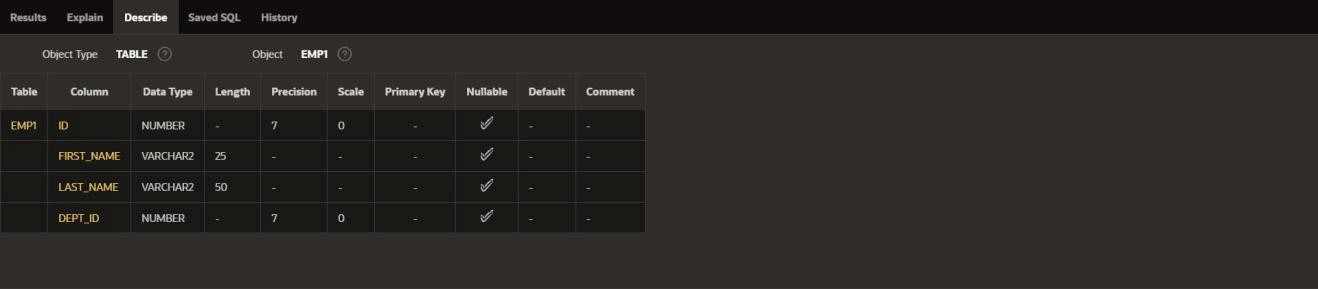 Results Explain Describe Saved SQL History
Object Type TABLE ? Object EMP1 ?
Table Column Data Type Length Precision Scale Primary Key Nullable Default Comment
EMP1 ID NUMBER - 7 0 - - -
FIRST_NAME VARCHAR2 25 - - - - -
LAST_NAME VARCHAR2 50 - - - - -
DEPT_ID NUMBER - 7 0 - - -